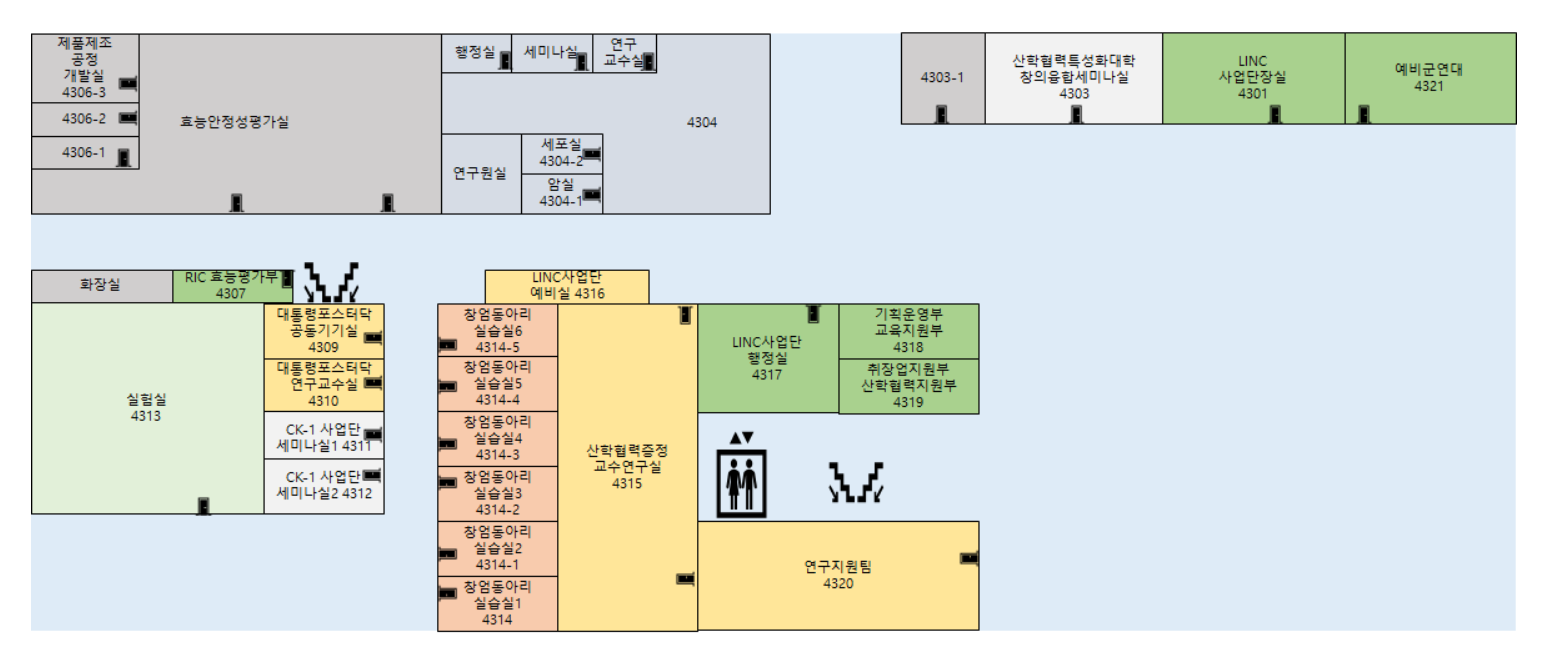 제품제조
공정
개발실
4306-3
4306-2
4306-1
효능안정성평가실
행정실
세미나실
연구
교수실
4304
연구원실
세포실
4304-2
암실
4304-1
4303-1
산학협력특성화대학
창의융합세미나실
4303
LINC
사업단장실
4301
예비군연대
4321
화장실
RIC 효능평가부
4307
실험실
4313
대통령포스터닥
공동기기실
4309
대통령포스터닥
연구교수실
4310
CK-1 사업단
세미나실1 4311
CK-1 사업단
세미나실2 4312
LINC사업단
예비실 4316
창업동아리
실습실6
4314-5
창업동아리
실습실5
4314-4
창업동아리
실습실4
4314-3
창업동아리
실습실3
4314-2
창업동아리
실습실2
4314-1
창업동아리
실습실1
4314
산학협력증정
교수연구실
4315
LINC사업단
행정실
4317
기획운영부
교육지원부
4318
취창업지원부
산학협력지원부
4319
연구지원팀
4320